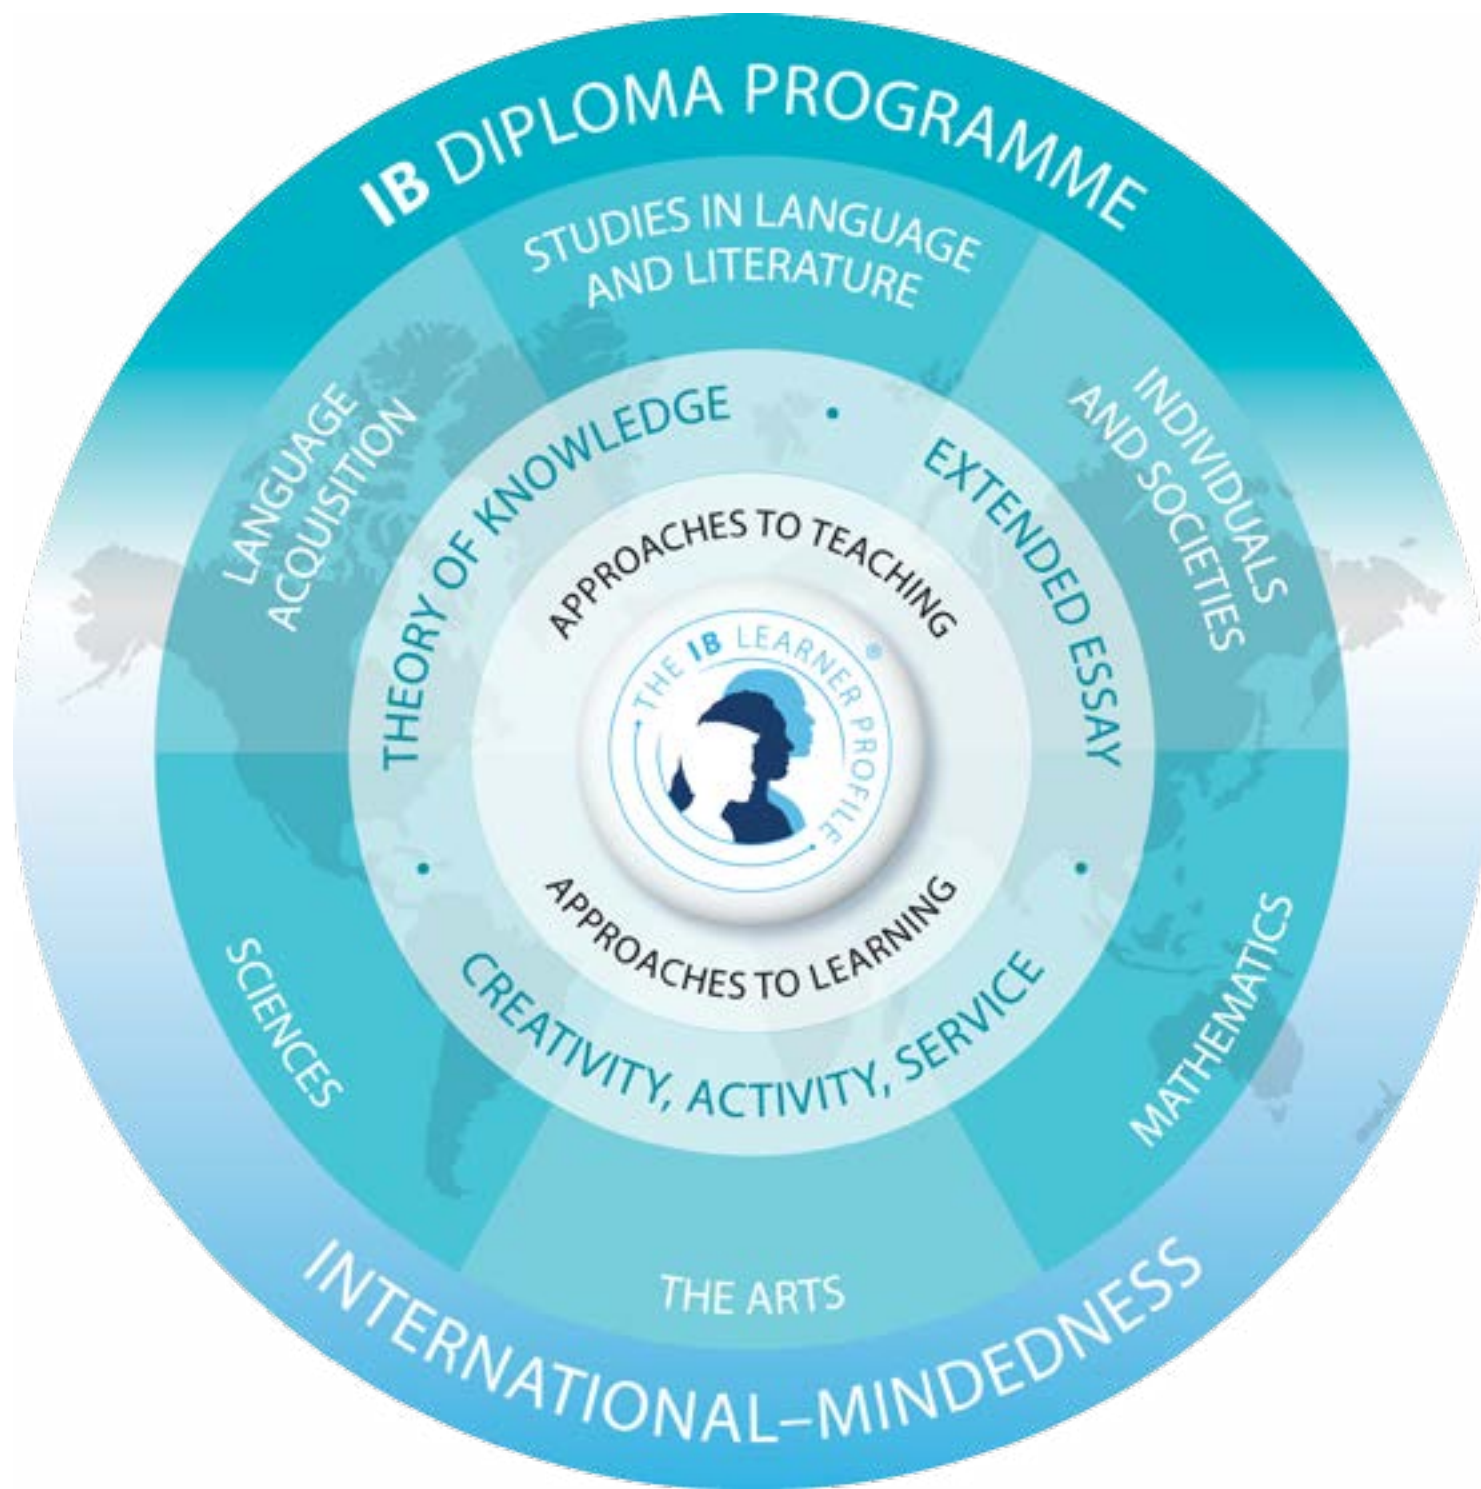 IB DIPLOMA PROGRAMME
STUDIES IN LANGUAGE
AND LITERATURE
LANGUAGE
ACQUISITION
INDIVIDUALS
AND SOCIETIES
THEORY OF KNOWLEDGE
•
EXTENDED ESSAY
APPROACHES TO TEACHING
THE IB LEARNER PROFILE
®
APPROACHES TO LEARNING
•
CREATIVITY, ACTIVITY, SERVICE
•
SCIENCES
MATHEMATICS
THE ARTS
INTERNATIONAL–MINDEDNESS